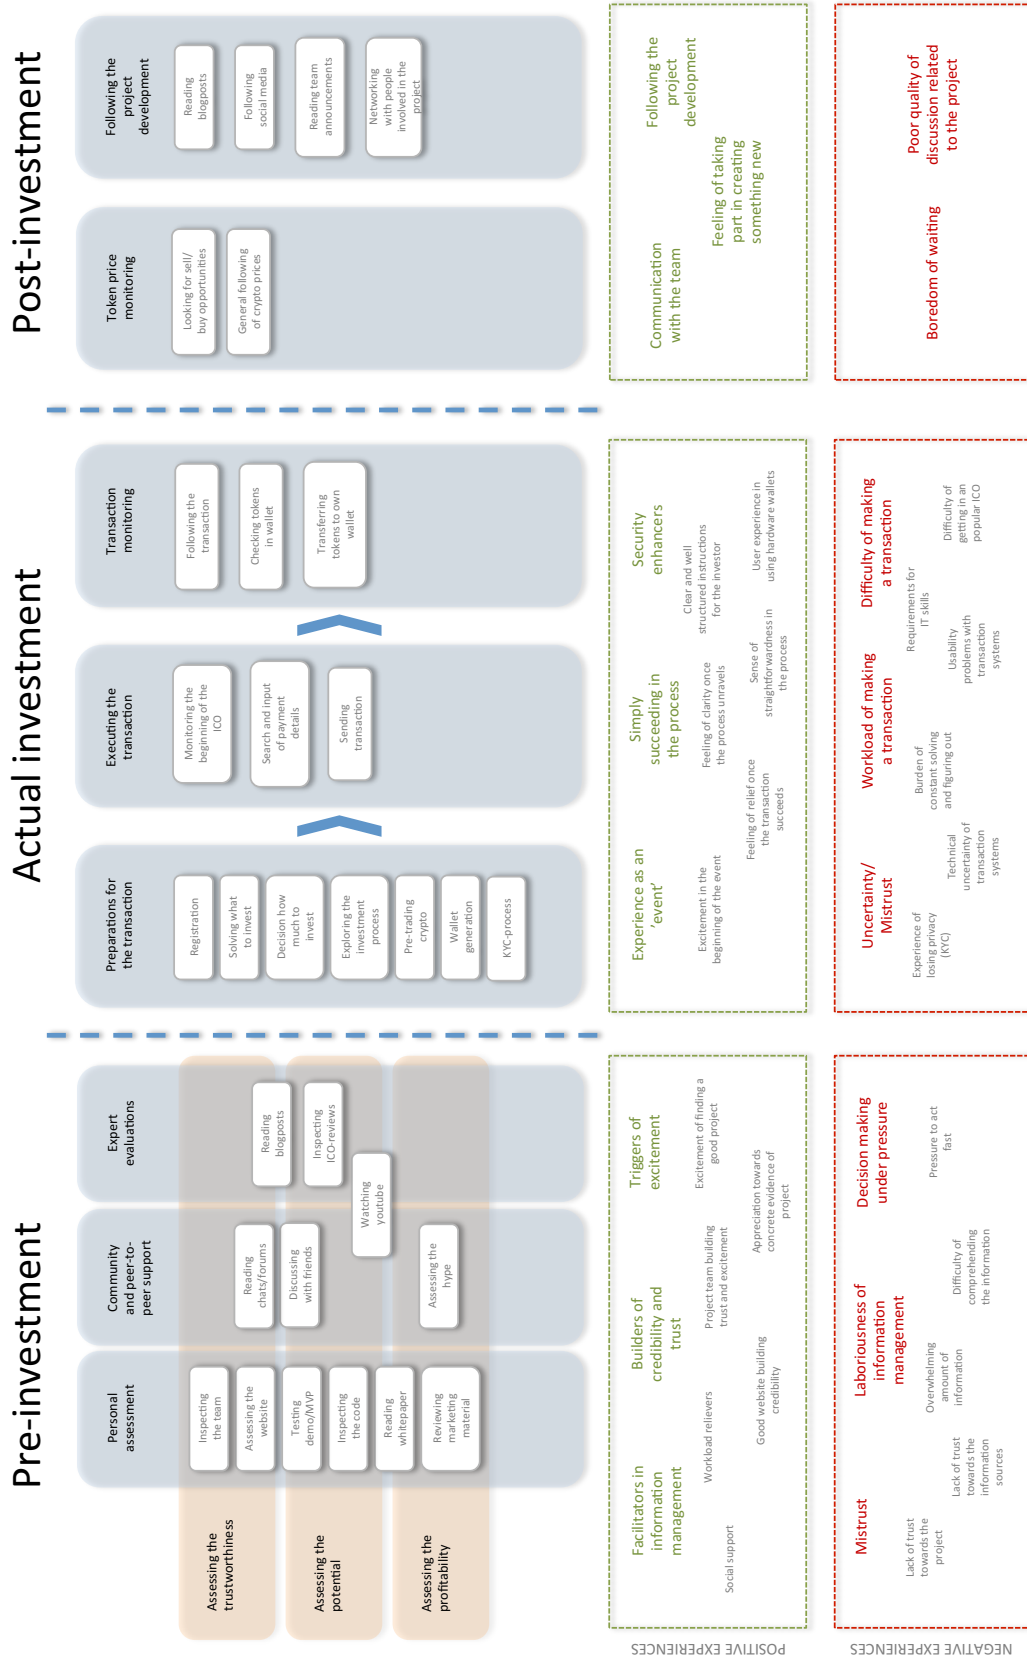 Pre-investment
Personal
assessment
Community
and peer-to-
peer support
Expert
evaluations
Assessing the
trustworthiness
Assessing the
potential
Assessing the
profitability
Inspecting
the team
Assessing the
website
Testing
demo/MVP
Inspecting
the code
Reading
whitepaper
Reviewing
marketing
material
Reading
chats/forums
Discussing
with friends
Assessing the
hype
Reading
blogposts
Inspecting
ICO-reviews
Watching
youtube
Actual investment
Preparations for
the transaction
Registration
Solving what
to invest
Decision how
much to
invest
Exploring the
investment
process
Pre-trading
crypto
Wallet
generation
KYC-process
Executing the
transaction
Monitoring the
beginning of the
ICO
Search and input
of payment
details
Sending
transaction
Transaction
monitoring
Following the
transaction
Checking tokens
in wallet
Transferring
tokens to own
wallet
Post-investment
Token price
monitoring
Looking for sell/
buy opportunities
General following
of crypto prices
Following the
project
development
Reading
blogposts
Following
social media
Reading team
announcements
Networking
with people
involved in the
project
POSITIVE EXPERIENCES
Facilitators in
information
management
Social support
Workload relievers
Builders of
credibility and
trust
Project team building
trust and excitement
Good website building
credibility
Triggers of
excitement
Excitement of finding a
good project
Appreciation towards
concrete evidence of
project
Experience as an
‘event’
Excitement in the
beginning of the event
Feeling of relief once
the transaction
succeeds
Simply
succeeding in
the process
Feeling of clarity once
the process unravels
Sense of
straightforwardness in
the process
Security
enhancers
Clear and well
structured instructions
for the investor
User experience in
using hardware wallets
Communication
with the team
Feeling of taking
part in creating
something new
Following the
project
development
NEGATIVE EXPERIENCES
Mistrust
Lack of trust
towards the
project
Lack of trust
towards the
information
sources
Laboriousness of
information
management
Overwhelming
amount of
information
Difficulty of
comprehending
the information
Decision making
under pressure
Pressure to act
fast
Uncertainty/
Mistrust
Experience of
losing privacy
(KYC)
Technical
uncertainty of
transaction
systems
Workload of making
a transaction
Burden of
constant solving
and figuring out
Usability
problems with
transaction
systems
Difficulty of making
a transaction
Requirements for
IT skills
Difficulty of
getting in an
popular ICO
Boredom of waiting
Poor quality of
discussion related
to the project